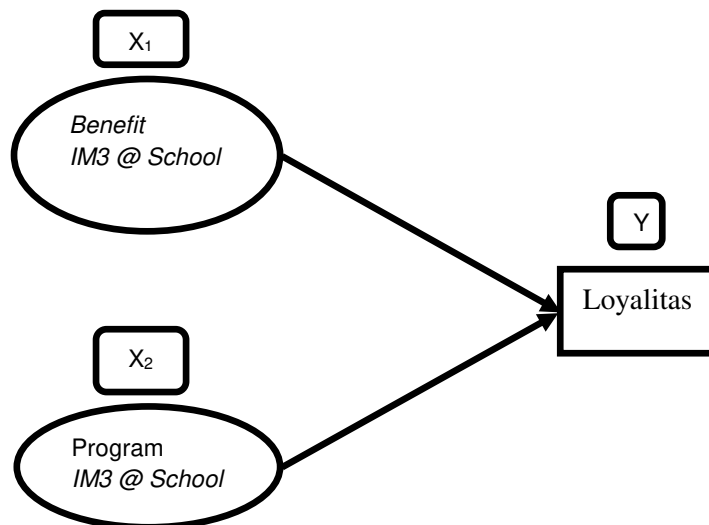 X₁
Benefit
IM3 @ School
Y
Loyalitas
X₂
Program
IM3 @ School